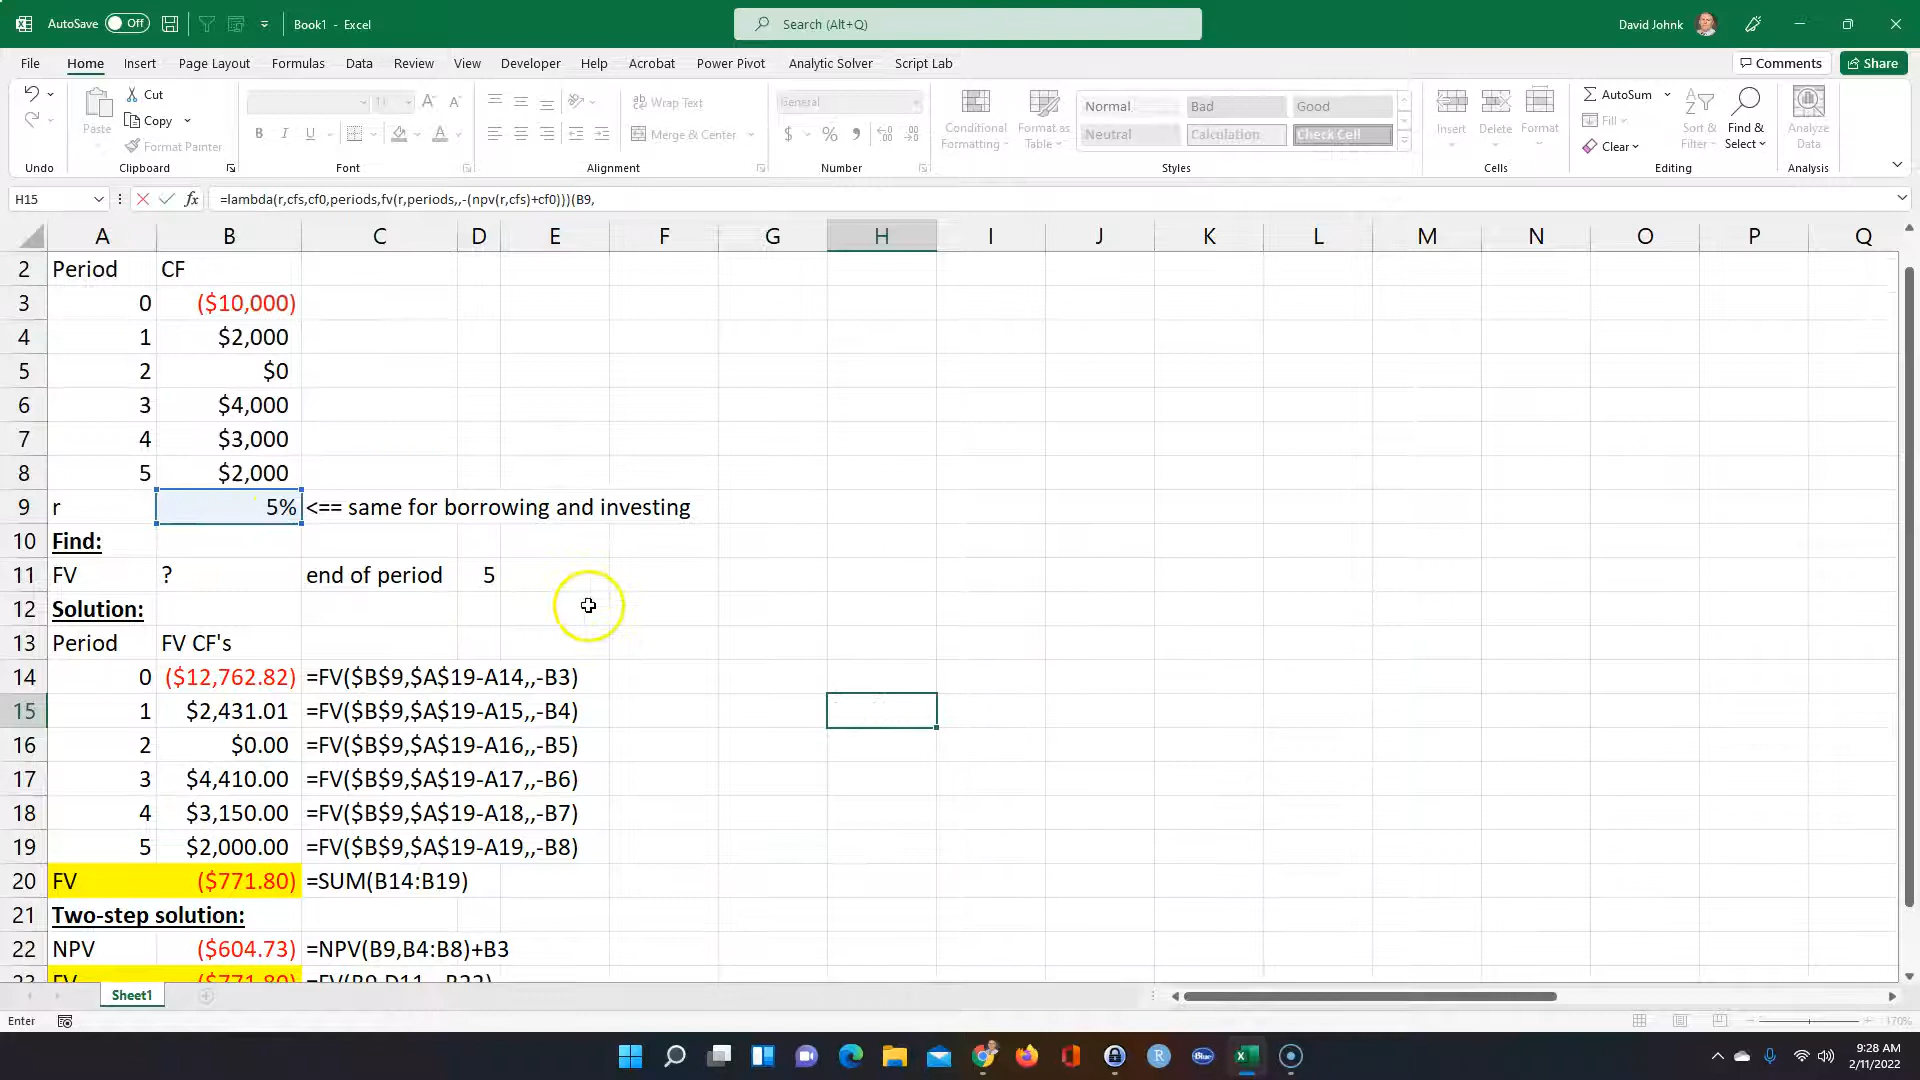 AutoSave Off Book1 - Excel Search (Alt+Q) David Johnk
File Home Insert Page Layout Formulas Data Review View Developer Help Acrobat Power Pivot Analytic Solver Script Lab Comments Share
Cut Wrap Text General Normal Bad Good AutoSum
Copy Fill
Paste Conditional Format as Insert Delete Format Sort & Find & Analyze
Merge & Center Neutral Calculation Check Cell
Format Painter Formatting Table Clear Filter Select Data
Undo Clipboard Font Alignment Number Styles Cells Editing Analysis
H15 fx =lambda(r,cfs,cf0,periods,fv(r,periods,,-(npv(r,cfs)+cf0)))(B9,
A B C D E F G H I J K L M N O P Q
2 Period CF
3 0 ($10,000)
4 1 $2,000
5 2 $0
6 3 $4,000
7 4 $3,000
8 5 $2,000
9 r 5% <== same for borrowing and investing
10 Find:
11 FV ? end of period 5
12 Solution:
13 Period FV CF's
14 0 ($12,762.82) =FV($B$9,$A$19-A14,,-B3)
15 1 $2,431.01 =FV($B$9,$A$19-A15,,-B4)
16 2 $0.00 =FV($B$9,$A$19-A16,,-B5)
17 3 $4,410.00 =FV($B$9,$A$19-A17,,-B6)
18 4 $3,150.00 =FV($B$9,$A$19-A18,,-B7)
19 5 $2,000.00 =FV($B$9,$A$19-A19,,-B8)
20 FV ($771.80) =SUM(B14:B19)
21 Two-step solution:
22 NPV ($604.73) =NPV(B9,B4:B8)+B3
23 FV ($771.80) =FV(B9,D11,,-B22)
Sheet1
Enter 170%
9:28 AM
2/11/2022